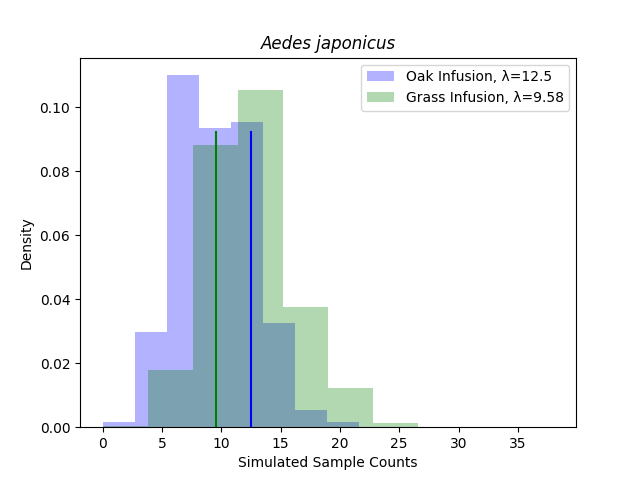 Aedes japonicus
Oak Infusion, λ=12.5
Grass Infusion, λ=9.58
Density
0.10
0.08
0.06
0.04
0.02
0.00
0 5 10 15 20 25 30 35
Simulated Sample Counts